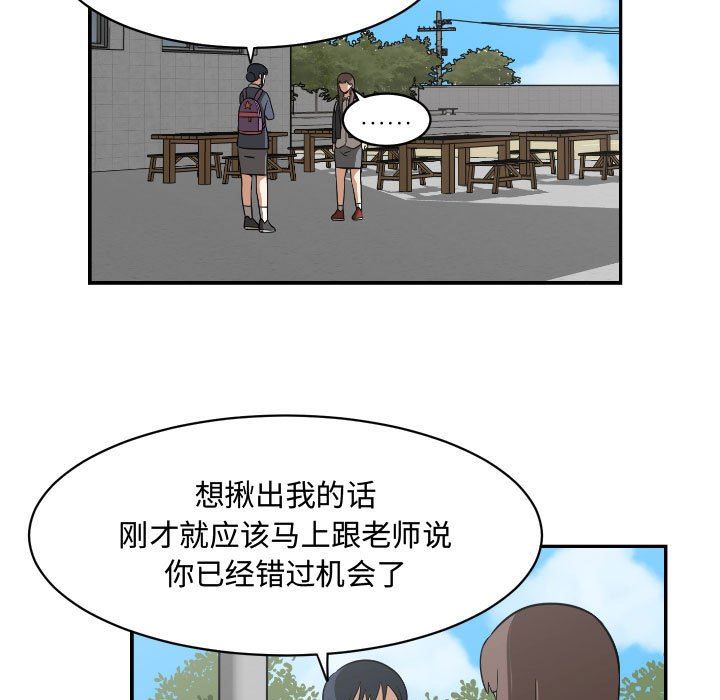 ……
想揪出我的话
刚才就应该马上跟老师说
你已经错过机会了